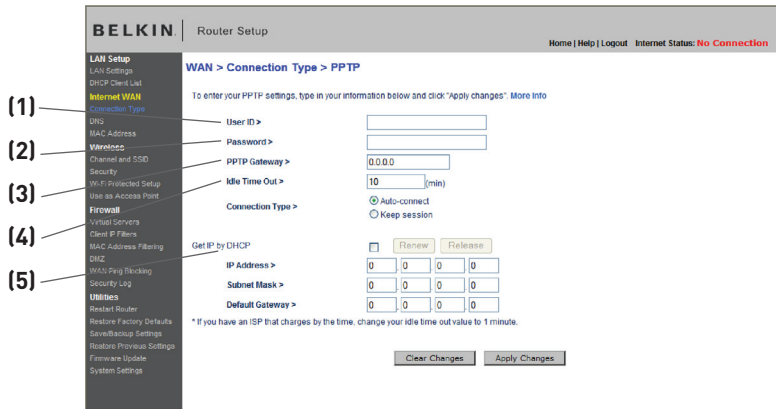 BELKIN. Router Setup
Home | Help | Logout Internet Status: No Connection
LAN Setup
LAN Settings
DHCP Client List
Internet WAN
Connection Type
DNS
MAC Address
Wireless
Channel and SSID
Security
Wi-Fi Protected Setup
Use as Access Point
Firewall
Virtual Servers
Client IP Filters
MAC Address Filtering
DMZ
WAN Ping Blocking
Security Log
Utilities
Restart Router
Restore Factory Defaults
Save/Backup Settings
Restore Previous Settings
Firmware Update
System Settings
(1)
(2)
(3)
(4)
(5)
WAN > Connection Type > PPTP
To enter your PPTP settings, type in your information below and click "Apply changes". More Info
User ID >
Password >
PPTP Gateway > 0.0.0.0
Idle Time Out > 10 (min)
Connection Type > Auto-connect
Keep session
Get IP by DHCP Renew Release
IP Address > 0 . 0 . 0 . 0
Subnet Mask > 0 . 0 . 0 . 0
Default Gateway > 0 . 0 . 0 . 0
* If you have an ISP that charges by the time, change your idle time out value to 1 minute.
Clear Changes Apply Changes